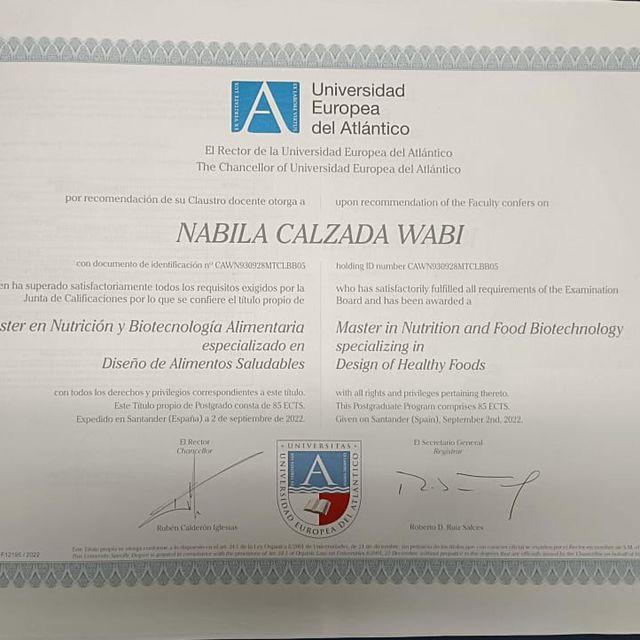 Universidad
Europea
del Atlántico
El Rector de la Universidad Europea del Atlántico
The Chancellor of Universidad Europea del Atlántico
por recomendación de su Claustro docente otorga a
upon recommendation of the Faculty confers on
NABILA CALZADA WABI
con documento de identificación nº CAWN930928MTCLBB05
holding ID number CAWN930928MTCLBB05
en ha superado satisfactoriamente todos los requisitos exigidos por la
Junta de Calificaciones por lo que se confiere el título propio de
who has satisfactorily fulfilled all requirements of the Examination
Board and has been awarded a
ster en Nutrición y Biotecnología Alimentaria
especializado en
Diseño de Alimentos Saludables
Master in Nutrition and Food Biotechnology
specializing in
Design of Healthy Foods
con todos los derechos y privilegios correspondientes a este título.
Este Título propio de Postgrado consta de 85 ECTS.
Expedido en Santander (España) a 2 de septiembre de 2022.
with all rights and privileges pertaining thereto.
This Postgraduate Program comprises 85 ECTS.
Given on Santander (Spain), September 2nd, 2022.
El Rector
Chancellor
Rubén Calderón Iglesias
UNIVERSITAS
UNIVERSIDAD EUROPEA DEL ATLÁNTICO
El Secretario General
Registrar
Roberto D. Ruiz Salces
F12195 / 2022